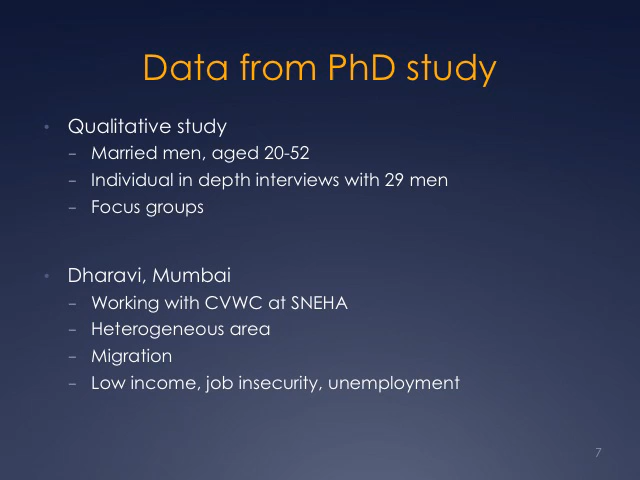 Data from PhD study
• Qualitative study
– Married men, aged 20-52
– Individual in depth interviews with 29 men
– Focus groups
• Dharavi, Mumbai
– Working with CVWC at SNEHA
– Heterogeneous area
– Migration
– Low income, job insecurity, unemployment
7